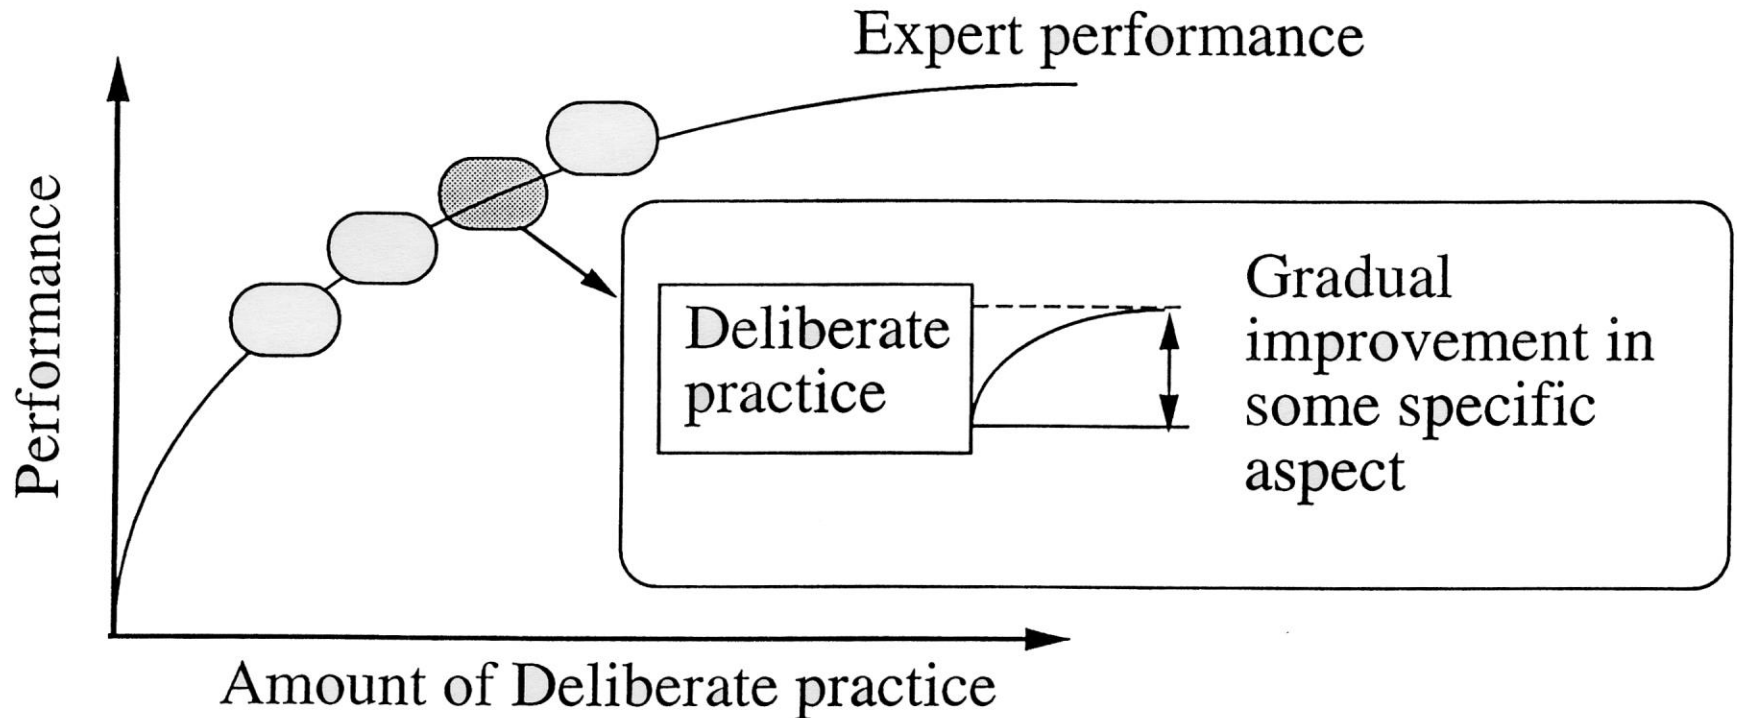 Expert performance
Performance
Deliberate
practice
Gradual
improvement in
some specific
aspect
Amount of Deliberate practice